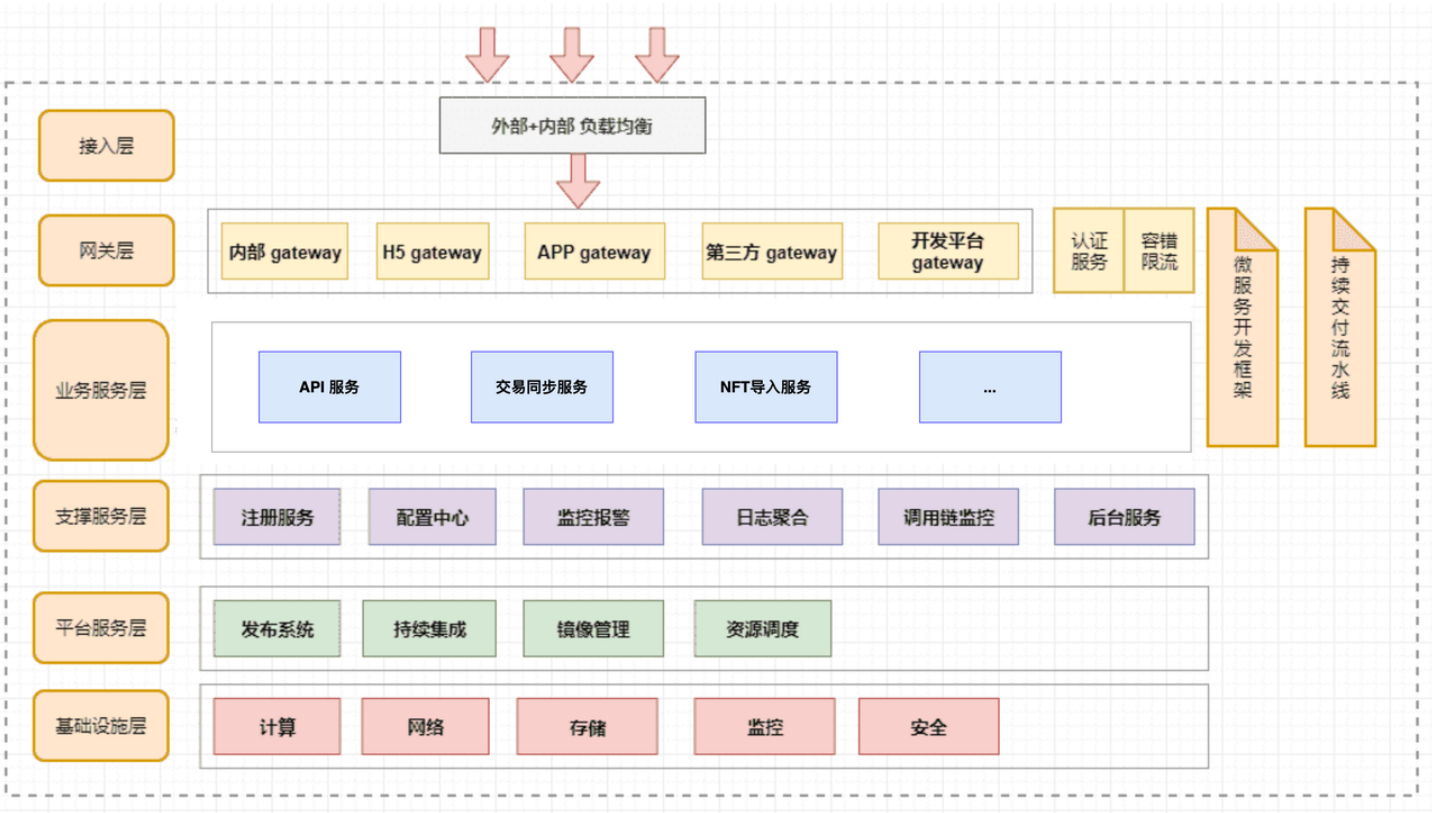 外部+内部 负载均衡
接入层
网关层
内部 gateway
H5 gateway
APP gateway
第三方 gateway
开发平台
gateway
认证
服务
容错
限流
微服务开发框架
持续交付流水线
业务服务层
API 服务
交易同步服务
NFT导入服务
...
支撑服务层
注册服务
配置中心
监控报警
日志聚合
调用链监控
后台服务
平台服务层
发布系统
持续集成
镜像管理
资源调度
基础设施层
计算
网络
存储
监控
安全